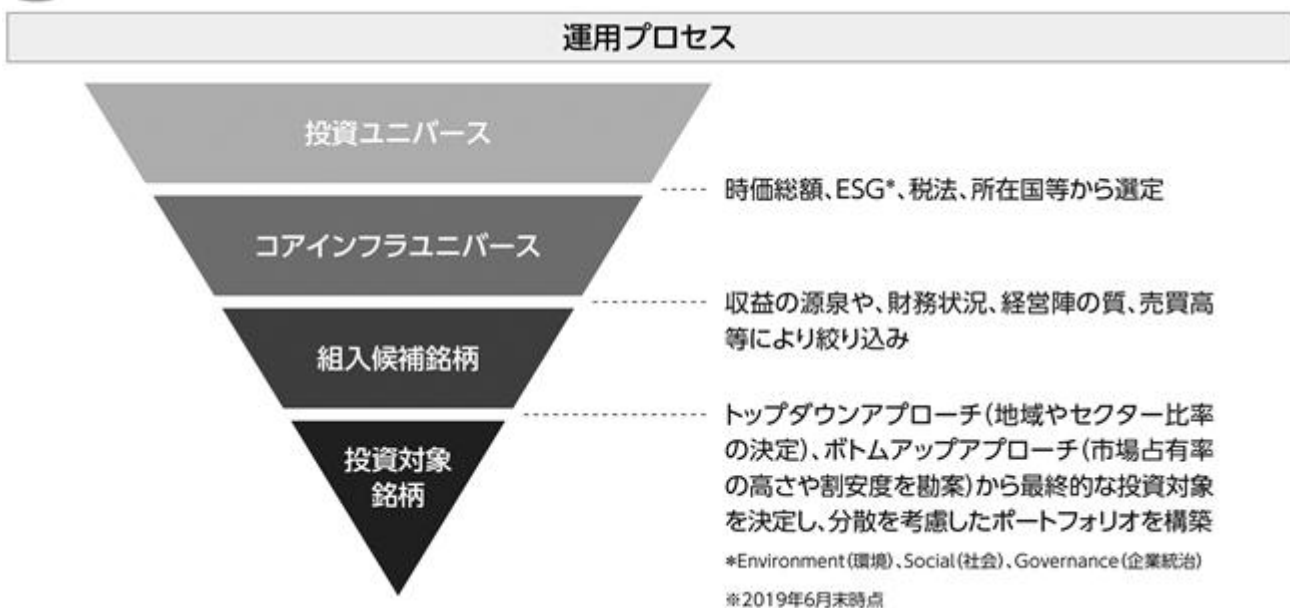 運用プロセス
投資ユニバース
時価総額、ESG*、税法、所在国等から選定
コアインフラユニバース
収益の源泉や、財務状況、経営陣の質、売買高
等により絞り込み
組入候補銘柄
トップダウンアプローチ(地域やセクター比率
の決定)、ボトムアップアプローチ(市場占有率
の高さや割安度を勘案)から最終的な投資対象
を決定し、分散を考慮したポートフォリオを構築
投資対象
銘柄
*Environment(環境)、Social(社会)、Governance(企業統治)
※2019年6月末時点